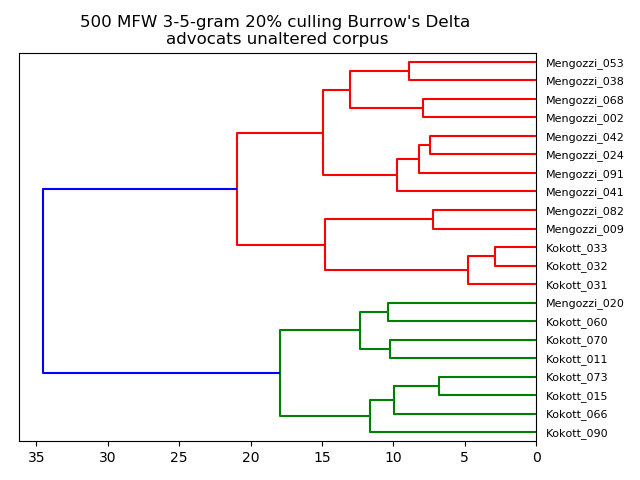 500 MFW 3-5-gram 20% culling Burrow's Delta
advocats unaltered corpus
Mengozzi_053
Mengozzi_038
Mengozzi_068
Mengozzi_002
Mengozzi_042
Mengozzi_024
Mengozzi_091
Mengozzi_041
Mengozzi_082
Mengozzi_009
Kokott_033
Kokott_032
Kokott_031
Mengozzi_020
Kokott_060
Kokott_070
Kokott_011
Kokott_073
Kokott_015
Kokott_066
Kokott_090
35 30 25 20 15 10 5 0